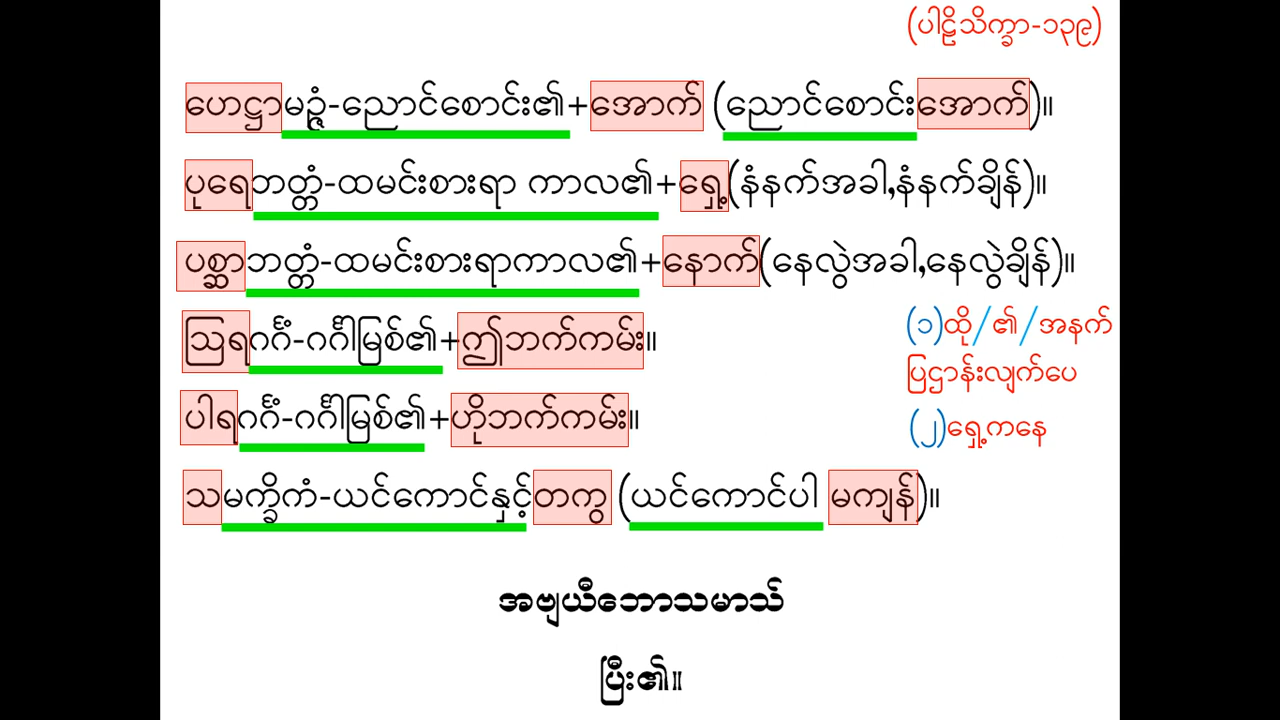 (ပါဠိသိက္ခာ-၁၃၉)
ဟေဋ္ဌာမဉ္စံ-ညောင်စောင်း၏+အောက် (ညောင်စောင်းအောက်)။
ပုရေဘတ္တံ-ထမင်းစားရာ ကာလ၏+ရှေ့(နံနက်အခါ,နံနက်ချိန်)။
ပစ္ဆာဘတ္တံ-ထမင်းစားရာကာလ၏+နောက်(နေလွဲအခါ,နေလွဲချိန်)။
ဩရဂင်္ဂံ-ဂင်္ဂါမြစ်၏+ဤဘက်ကမ်း။
(၁)ထို/၏/အနက်
ပြဌာန်းလျက်ပေ
ပါရဂင်္ဂံ-ဂင်္ဂါမြစ်၏+ဟိုဘက်ကမ်း။
(၂)ရှေ့ကနေ
သမက္ခိကံ-ယင်ကောင်နှင့်တကွ (ယင်ကောင်ပါ မကျန်)။
အဗျယီဘောသမာသ်
ပြီး၏။